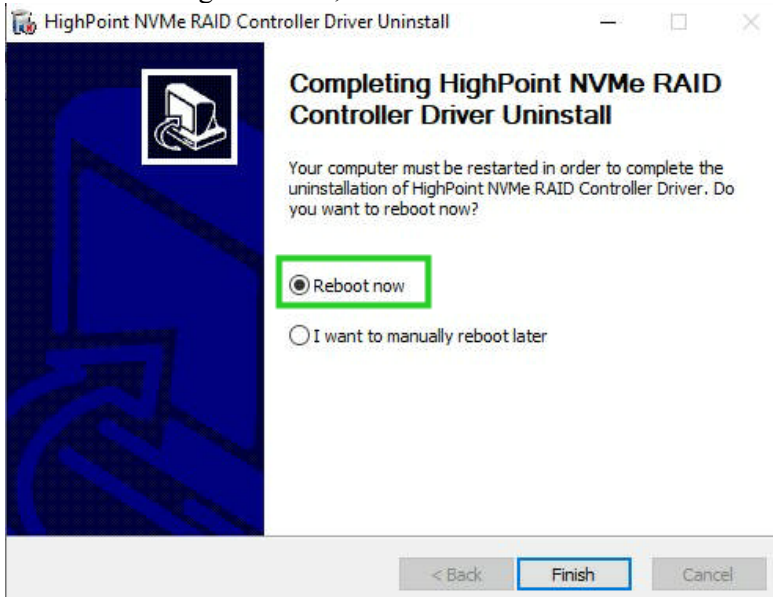 HighPoint NVMe RAID Controller Driver Uninstall
Completing HighPoint NVMe RAID
Controller Driver Uninstall
Your computer must be restarted in order to complete the
uninstallation of HighPoint NVMe RAID Controller Driver. Do
you want to reboot now?
Reboot now
I want to manually reboot later
< Back
Finish
Cancel